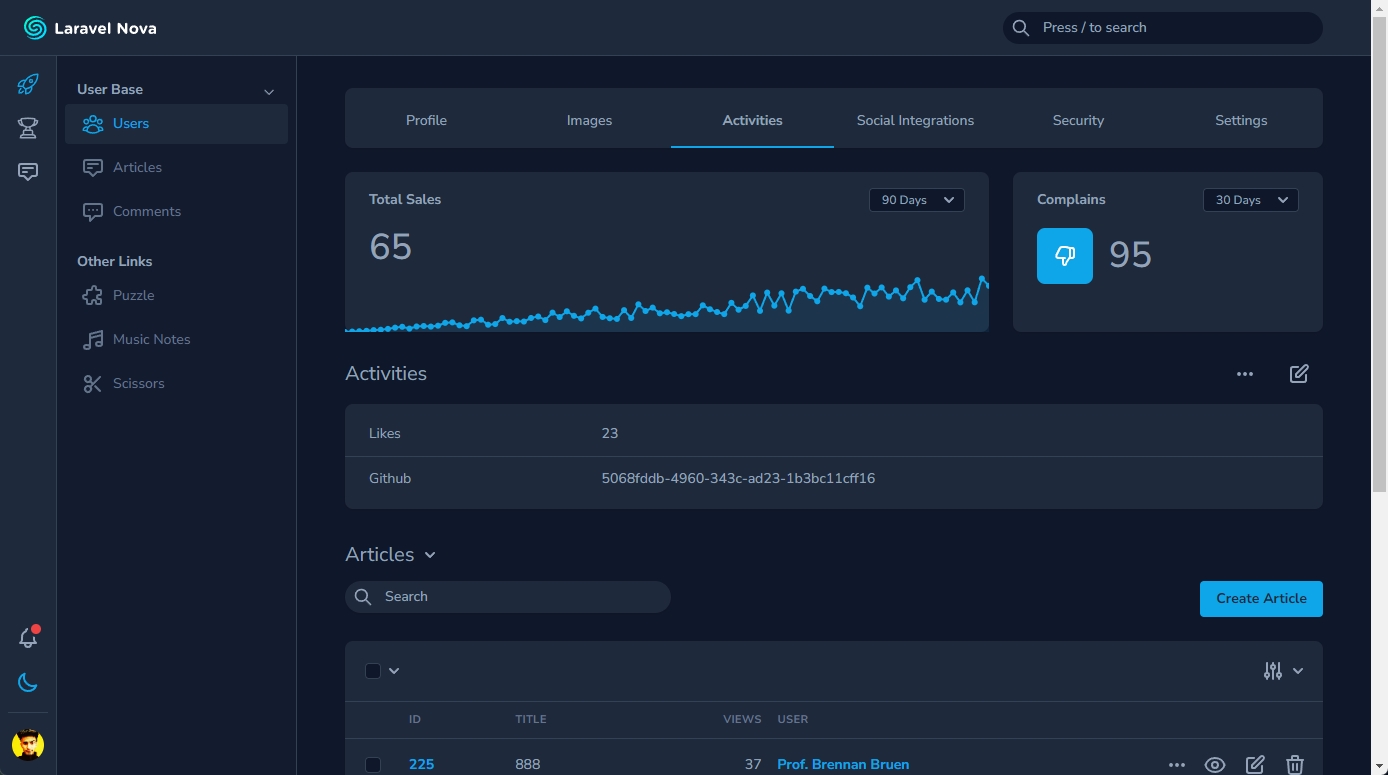 Laravel Nova
Press / to search
User Base
Users
Articles
Comments
Other Links
Puzzle
Music Notes
Scissors
Profile
Images
Activities
Social Integrations
Security
Settings
Total Sales
90 Days
65
Complains
30 Days
95
Activities
Likes
23
Github
5068fddb-4960-343c-ad23-1b3bc11cff16
Articles
Search
Create Article
ID TITLE VIEWS USER
225 888 37 Prof. Brennan Bruen